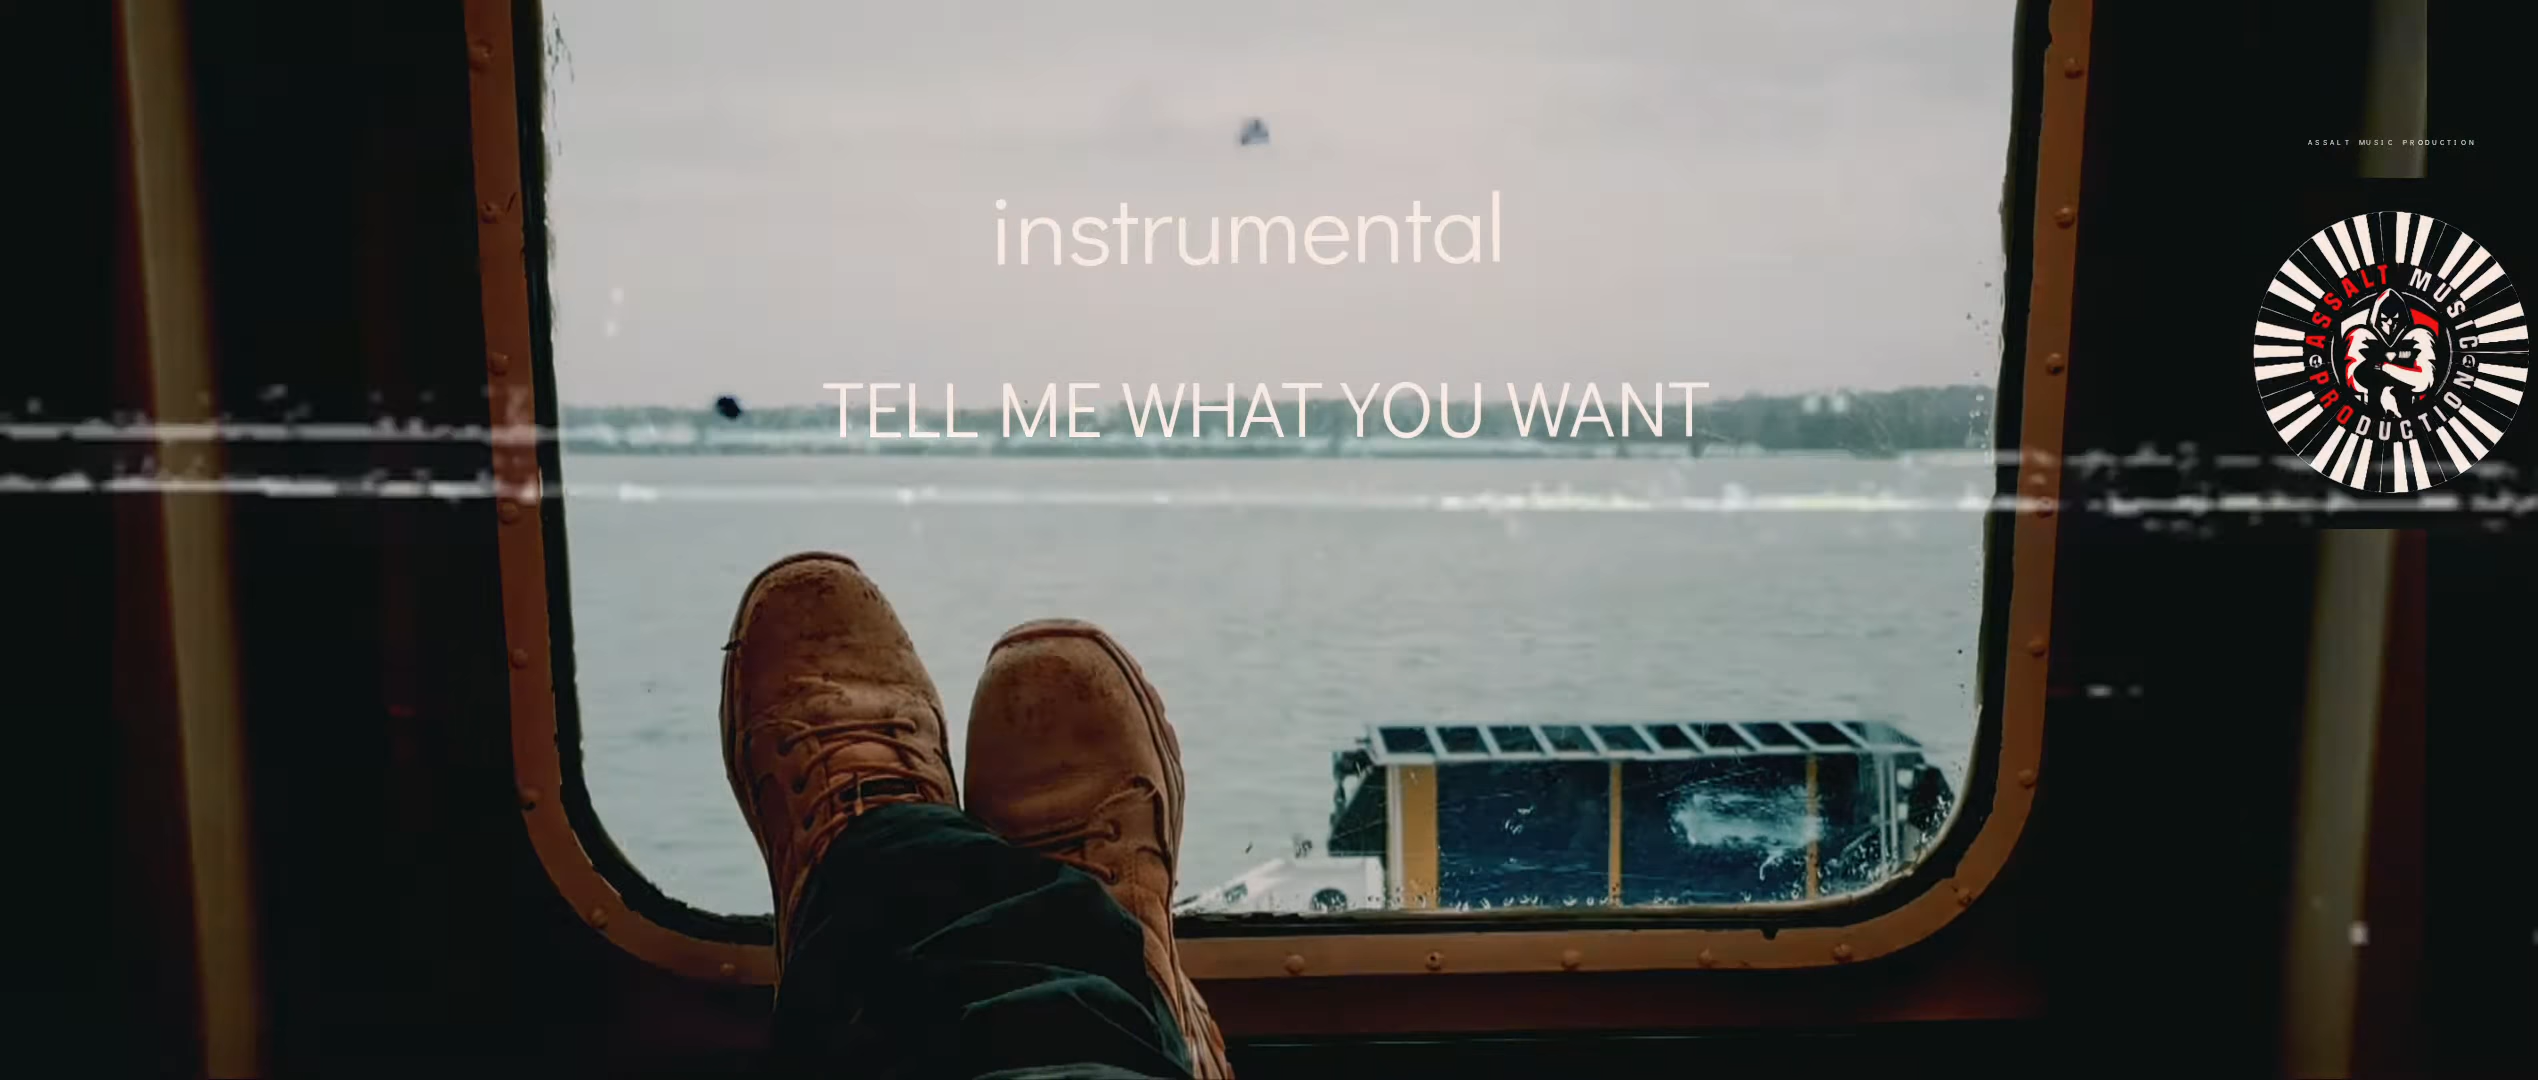 ASSALT MUSIC PRODUCTION
instrumental
ASSALT MUSIC
PRODUCTION
TELL ME WHAT YOU WANT